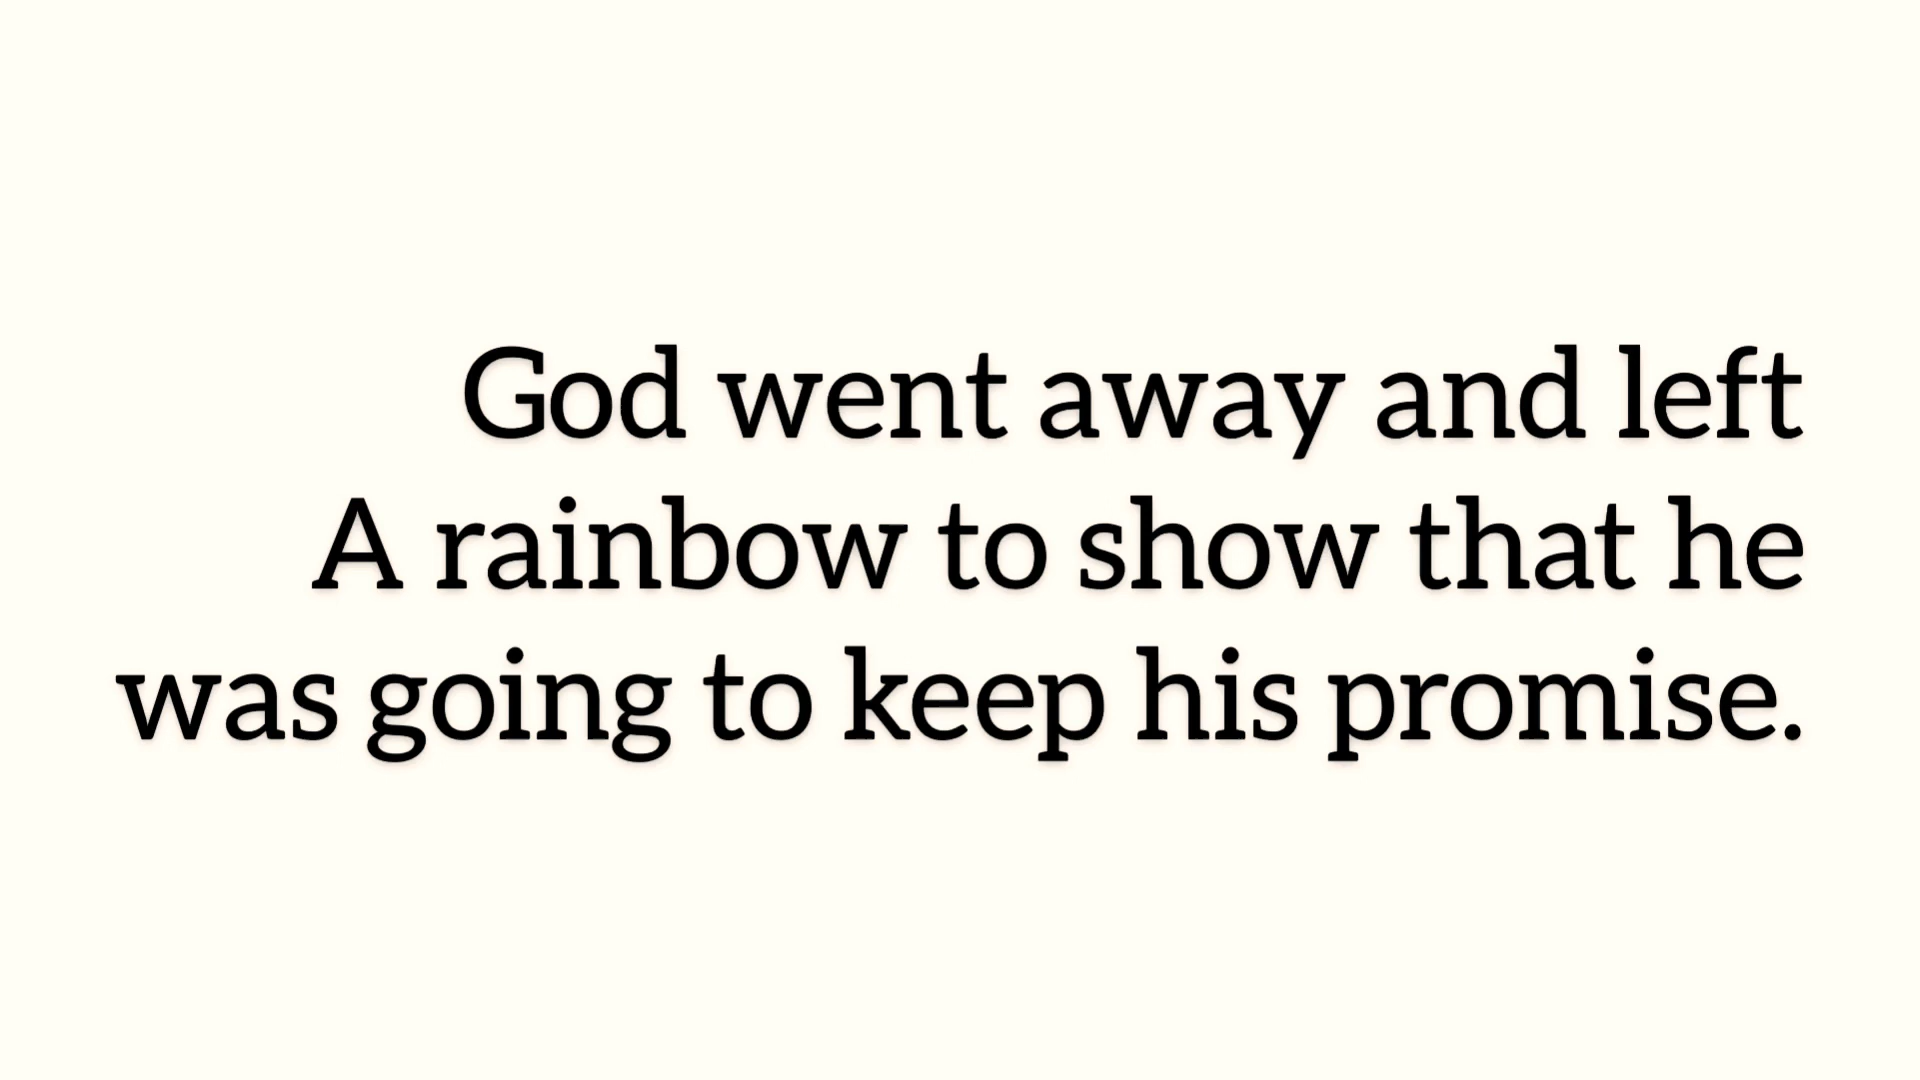 God went away and left
A rainbow to show that he
was going to keep his promise.